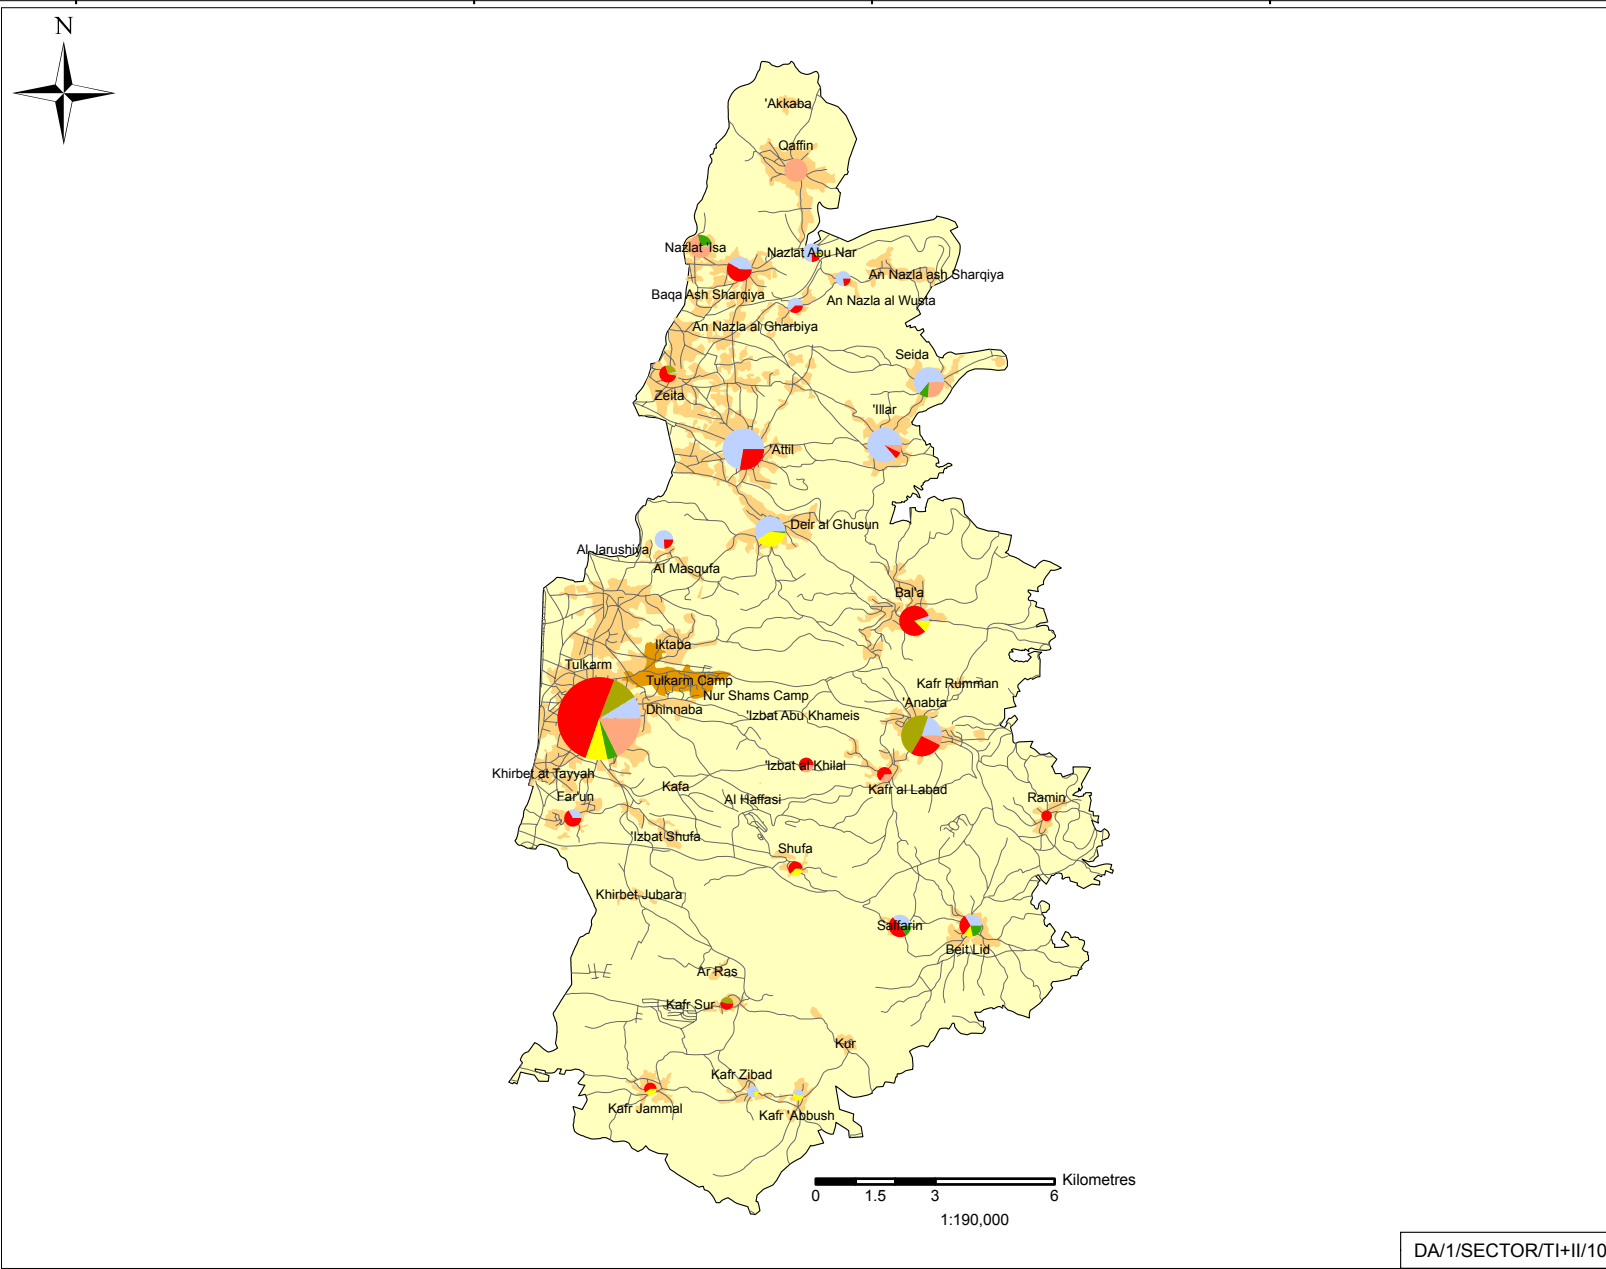 N
'Akkaba
Qaffin
Nazlat 'Isa
Nazlat Abu Nar
An Nazla ash Sharqiya
Baqa Ash Sharqiya
An Nazla al Wusta
An Nazla al Gharbiya
Seida
Zeita
'Illar
'Attil
Deir al Ghusun
Al Jarushiya
Al Masqufa
Bal'a
Iktaba
Tulkarm
Tulkarm Camp
Kafr Rumman
Nur Shams Camp
'Anabta
Dhinnaba
'Izbat Abu Khameis
'Izbat al Khilal
Khirbet at Tayyah
Kafa
Kafr al Labad
Far'un
Al Haffasi
Ramin
'Izbat Shufa
Shufa
Khirbet Jubara
Saffarin
Beit Lid
Ar Ras
Kafr Sur
Kur
Kafr Zibad
Kafr Jammal
Kafr 'Abbush
Kilometres
0 1.5 3 6
1:190,000
DA/1/SECTOR/TI+II/10